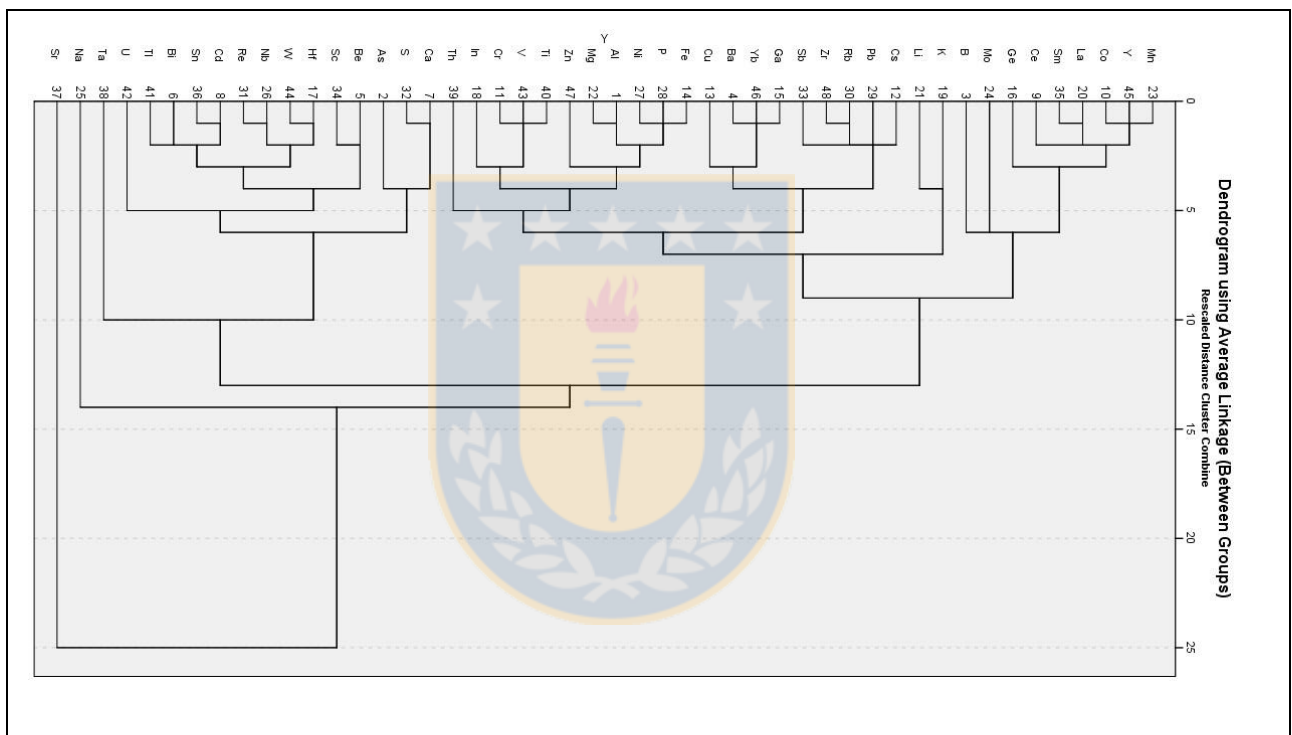 Dendrogram using Average Linkage (Between Groups)
Rescaled Distance Cluster Combine
0 5 10 15 20 25
Mn 23
Y 45
Co 10
La 20
Sm 35
Ce 9
Ge 16
Mo 24
B 3
K 19
Li 21
Cs 12
Pb 29
Rb 30
Zr 48
Sb 33
Ga 15
Yb 46
Ba 4
Cu 13
Fe 14
P 28
Ni 27
Al 1
Y
Mg 22
Zn 47
Ti 40
V 43
Cr 11
In 18
Th 39
Ca 7
S 32
As 2
Be 5
Sc 34
Hf 17
W 44
Nb 26
Re 31
Cd 8
Sn 36
Bi 6
Tl 41
U 42
Ta 38
Na 25
Sr 37